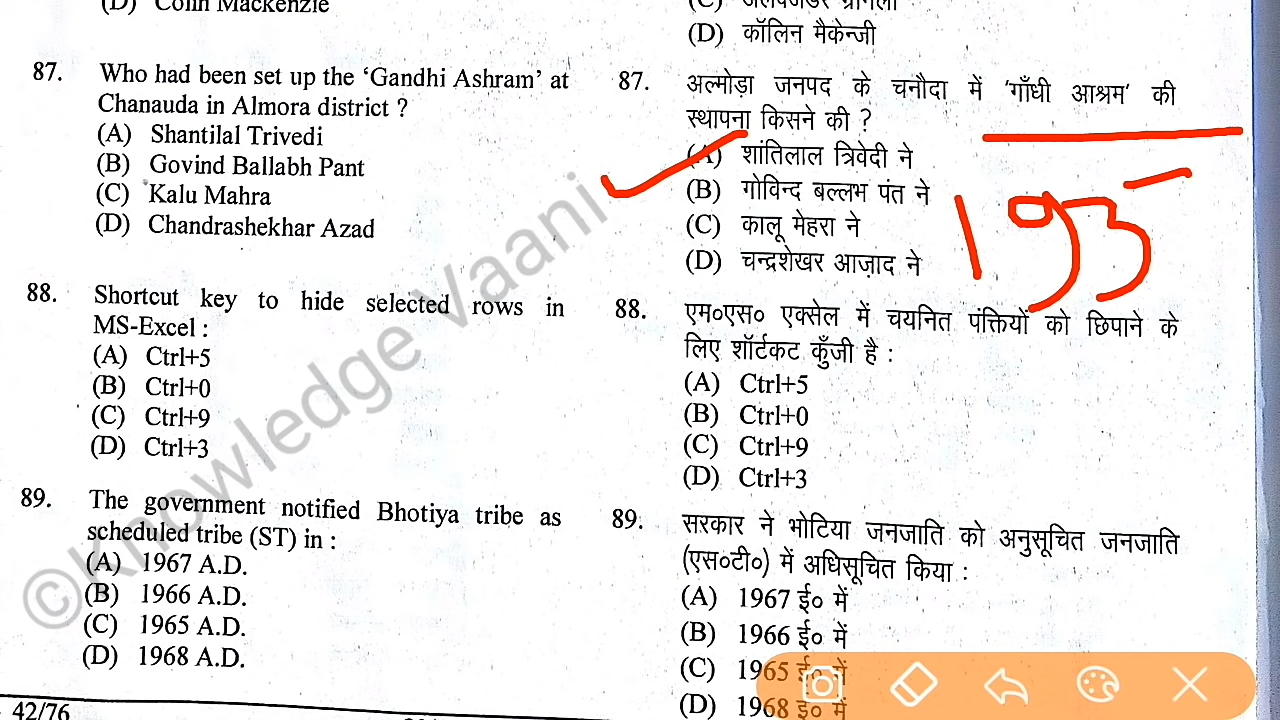 (D) Colin Mackenzie
87. Who had been set up the ‘Gandhi Ashram’ at
Chanauda in Almora district ?
(A) Shantilal Trivedi
(B) Govind Ballabh Pant
(C) Kalu Mahra
(D) Chandrashekhar Azad
88. Shortcut key to hide selected rows in
MS-Excel :
(A) Ctrl+5
(B) Ctrl+0
(C) Ctrl+9
(D) Ctrl+3
89. The government notified Bhotiya tribe as
scheduled tribe (ST) in :
(A) 1967 A.D.
(B) 1966 A.D.
(C) 1965 A.D.
(D) 1968 A.D.
42/76
(D) कॉलिन मैकेन्जी
87. अल्मोड़ा जनपद के चनौदा में ‘गाँधी आश्रम’ की
स्थापना किसने की ?
(A) शांतिलाल त्रिवेदी ने
(B) गोविन्द बल्लभ पंत ने
(C) कालू मेहरा ने
(D) चन्द्रशेखर आज़ाद ने
193
88. एम०एस० एक्सेल में चयनित पंक्तियों को छिपाने के
लिए शॉर्टकट कुँजी है :
(A) Ctrl+5
(B) Ctrl+0
(C) Ctrl+9
(D) Ctrl+3
89. सरकार ने भोटिया जनजाति को अनुसूचित जनजाति
(एस०टी०) में अधिसूचित किया :
(A) 1967 ई० में
(B) 1966 ई० में
(C) 1965 ई० में
(D) 1968 ई० में
©Knowledge Vaani